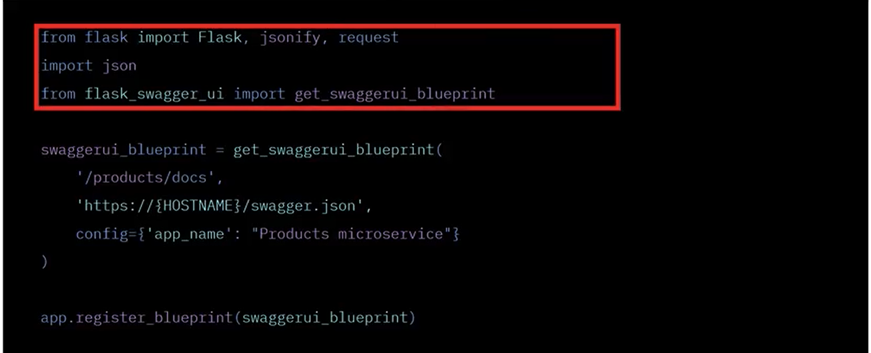 from flask import Flask, jsonify, request
import json
from flask_swagger_ui import get_swaggerui_blueprint
swaggerui_blueprint = get_swaggerui_blueprint(
'/products/docs',
'https://{HOSTNAME}/swagger.json',
config={'app_name': "Products microservice"}
)
app.register_blueprint(swaggerui_blueprint)